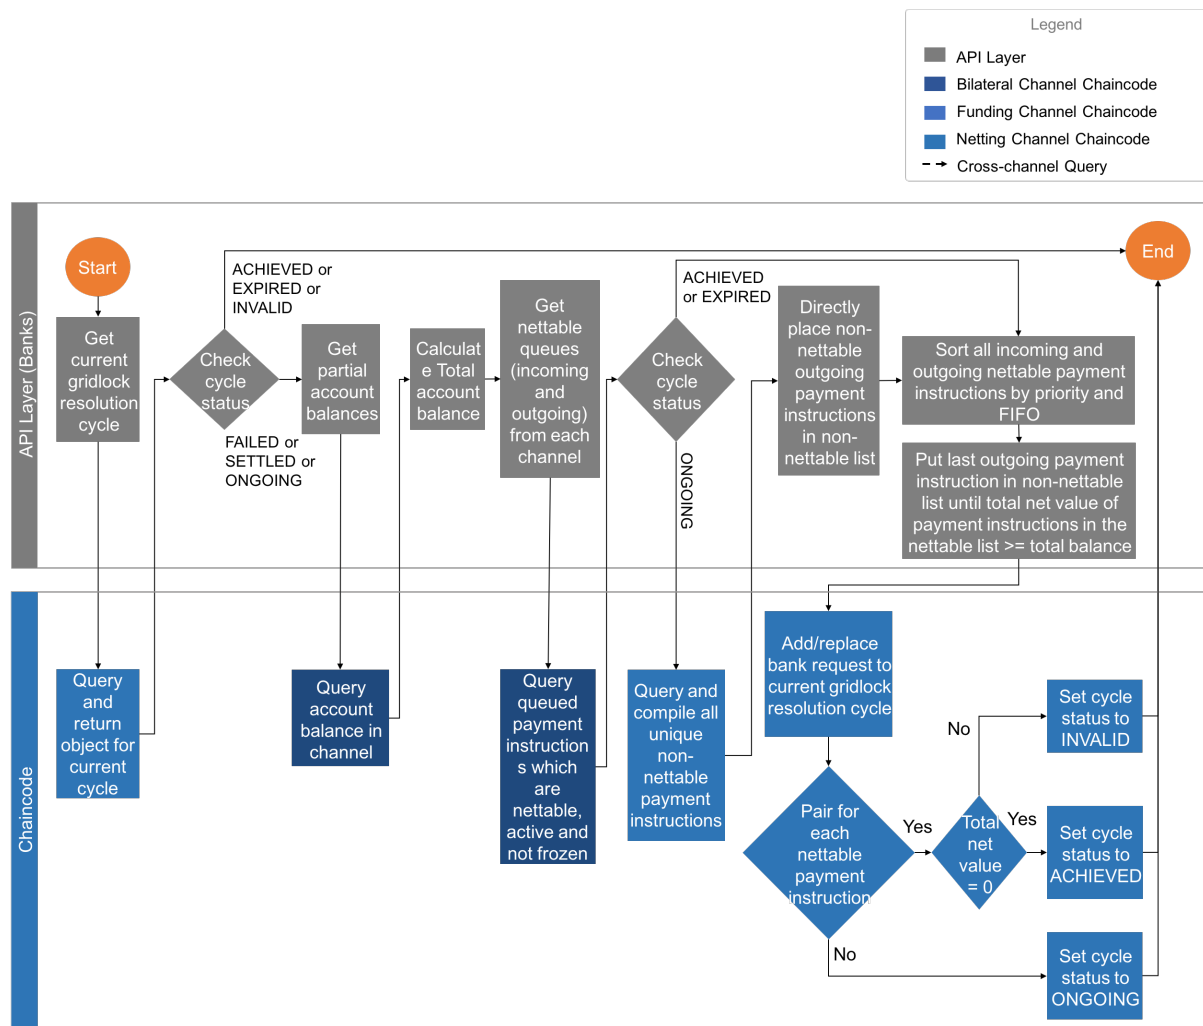 Legend
API Layer
Bilateral Channel Chaincode
Funding Channel Chaincode
Netting Channel Chaincode
Cross-channel Query
API Layer (Banks)
Start
Get
current
gridlock
resolution
cycle
Check
cycle
status
ACHIEVED or
EXPIRED or
INVALID
FAILED or
SETTLED or
ONGOING
Get
partial
account
balances
Calculat
e Total
account
balance
Get
nettable
queues
(incoming
and
outgoing)
from each
channel
Check
cycle
status
ACHIEVED
or EXPIRED
ONGOING
Directly
place non-
nettable
outgoing
payment
instructions
in non-
nettable list
Sort all incoming and
outgoing nettable payment
instructions by priority and
FIFO
Put last outgoing payment
instruction in non-nettable
list until total net value of
payment instructions in the
nettable list >= total balance
End
Chaincode
Query
and
return
object for
current
cycle
Query
account
balance in
channel
Query
queued
payment
instruction
s which
are
nettable,
active and
not frozen
Query and
compile all
unique
non-
nettable
payment
instructions
Add/replace
bank request to
current gridlock
resolution cycle
Pair for
each
nettable
payment
instruction
Yes
No
Total
net
value
= 0
No
Yes
Set cycle
status to
INVALID
Set cycle
status to
ACHIEVED
Set cycle
status to
ONGOING